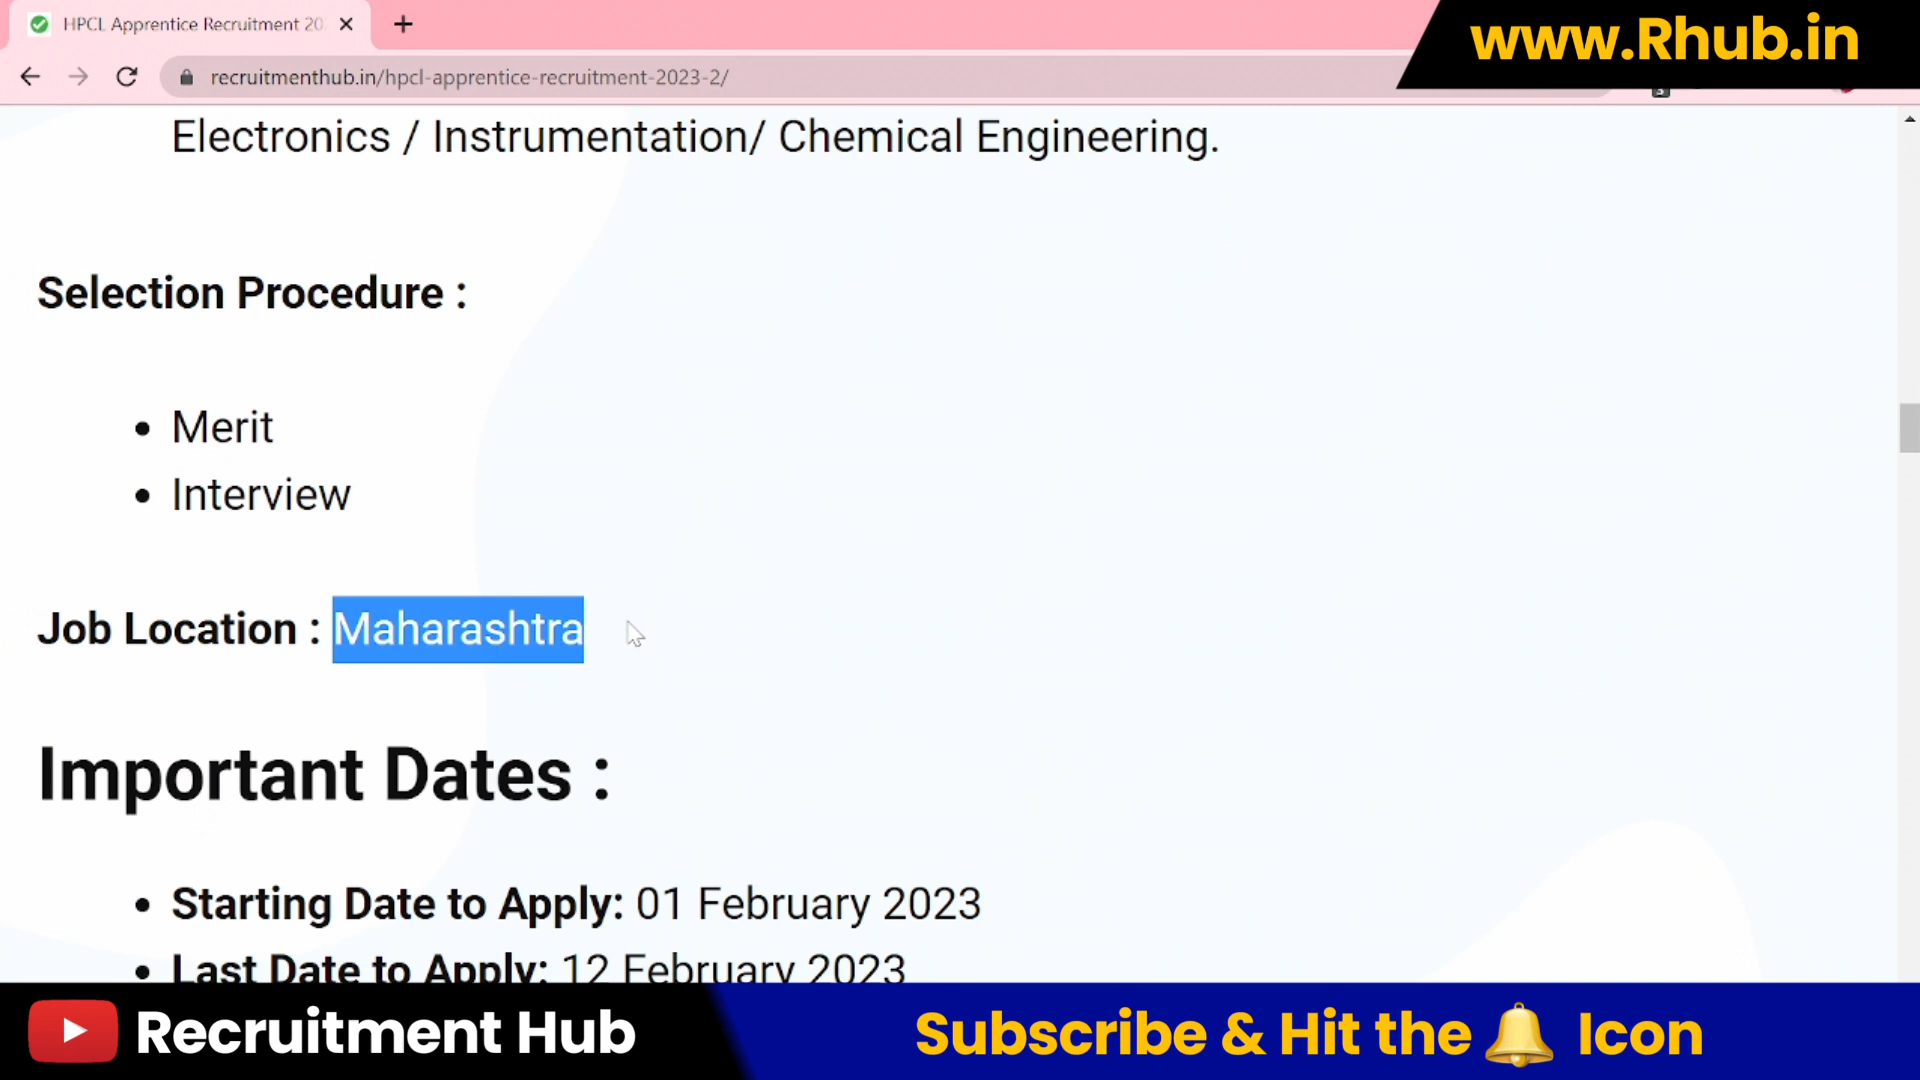 HPCL Apprentice Recruitment 20
www.Rhub.in
recruitmenthub.in/hpcl-apprentice-recruitment-2023-2/
Electronics / Instrumentation/ Chemical Engineering.
Selection Procedure :
• Merit
• Interview
Job Location : Maharashtra
Important Dates :
• Starting Date to Apply: 01 February 2023
• Last Date to Apply: 12 February 2023
Recruitment Hub
Subscribe & Hit the Icon